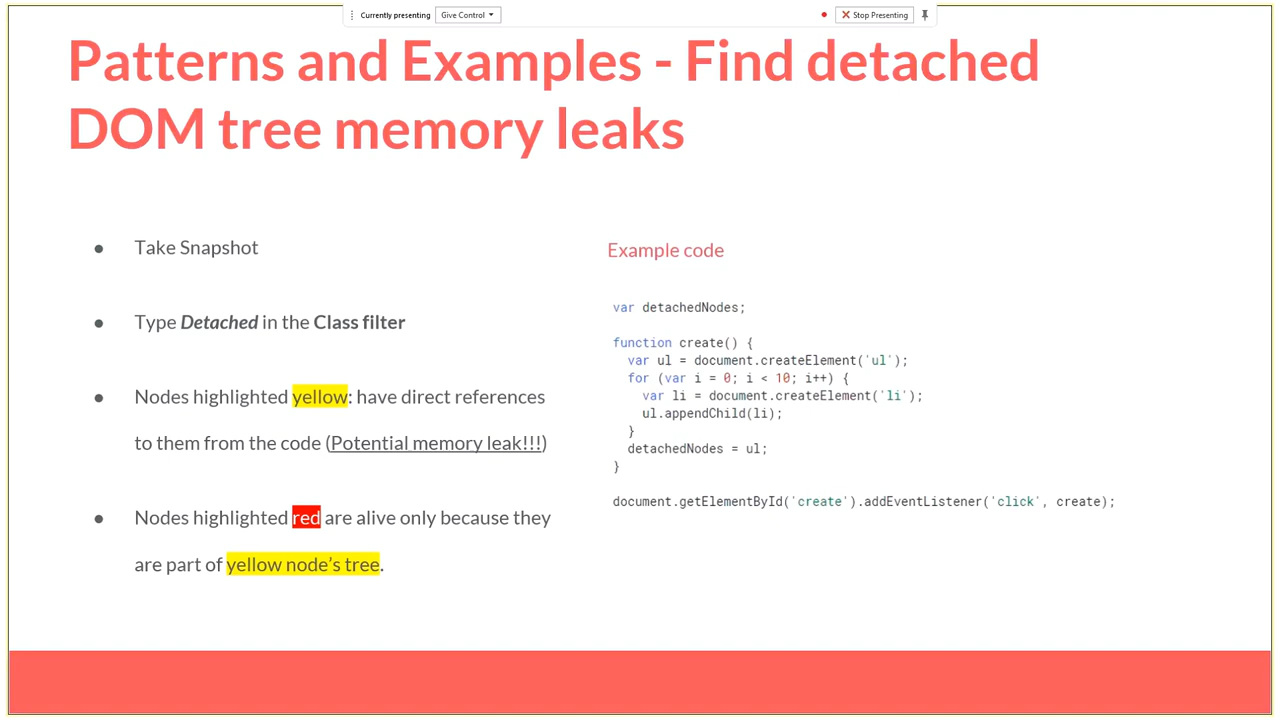 Currently presenting Give Control Stop Presenting
Patterns and Examples - Find detached
DOM tree memory leaks
● Take Snapshot
● Type Detached in the Class filter
● Nodes highlighted yellow: have direct references
to them from the code (Potential memory leak!!!)
● Nodes highlighted red are alive only because they
are part of yellow node’s tree.
Example code
var detachedNodes;
function create() {
  var ul = document.createElement('ul');
  for (var i = 0; i < 10; i++) {
    var li = document.createElement('li');
    ul.appendChild(li);
  }
  detachedNodes = ul;
}
document.getElementById('create').addEventListener('click', create);